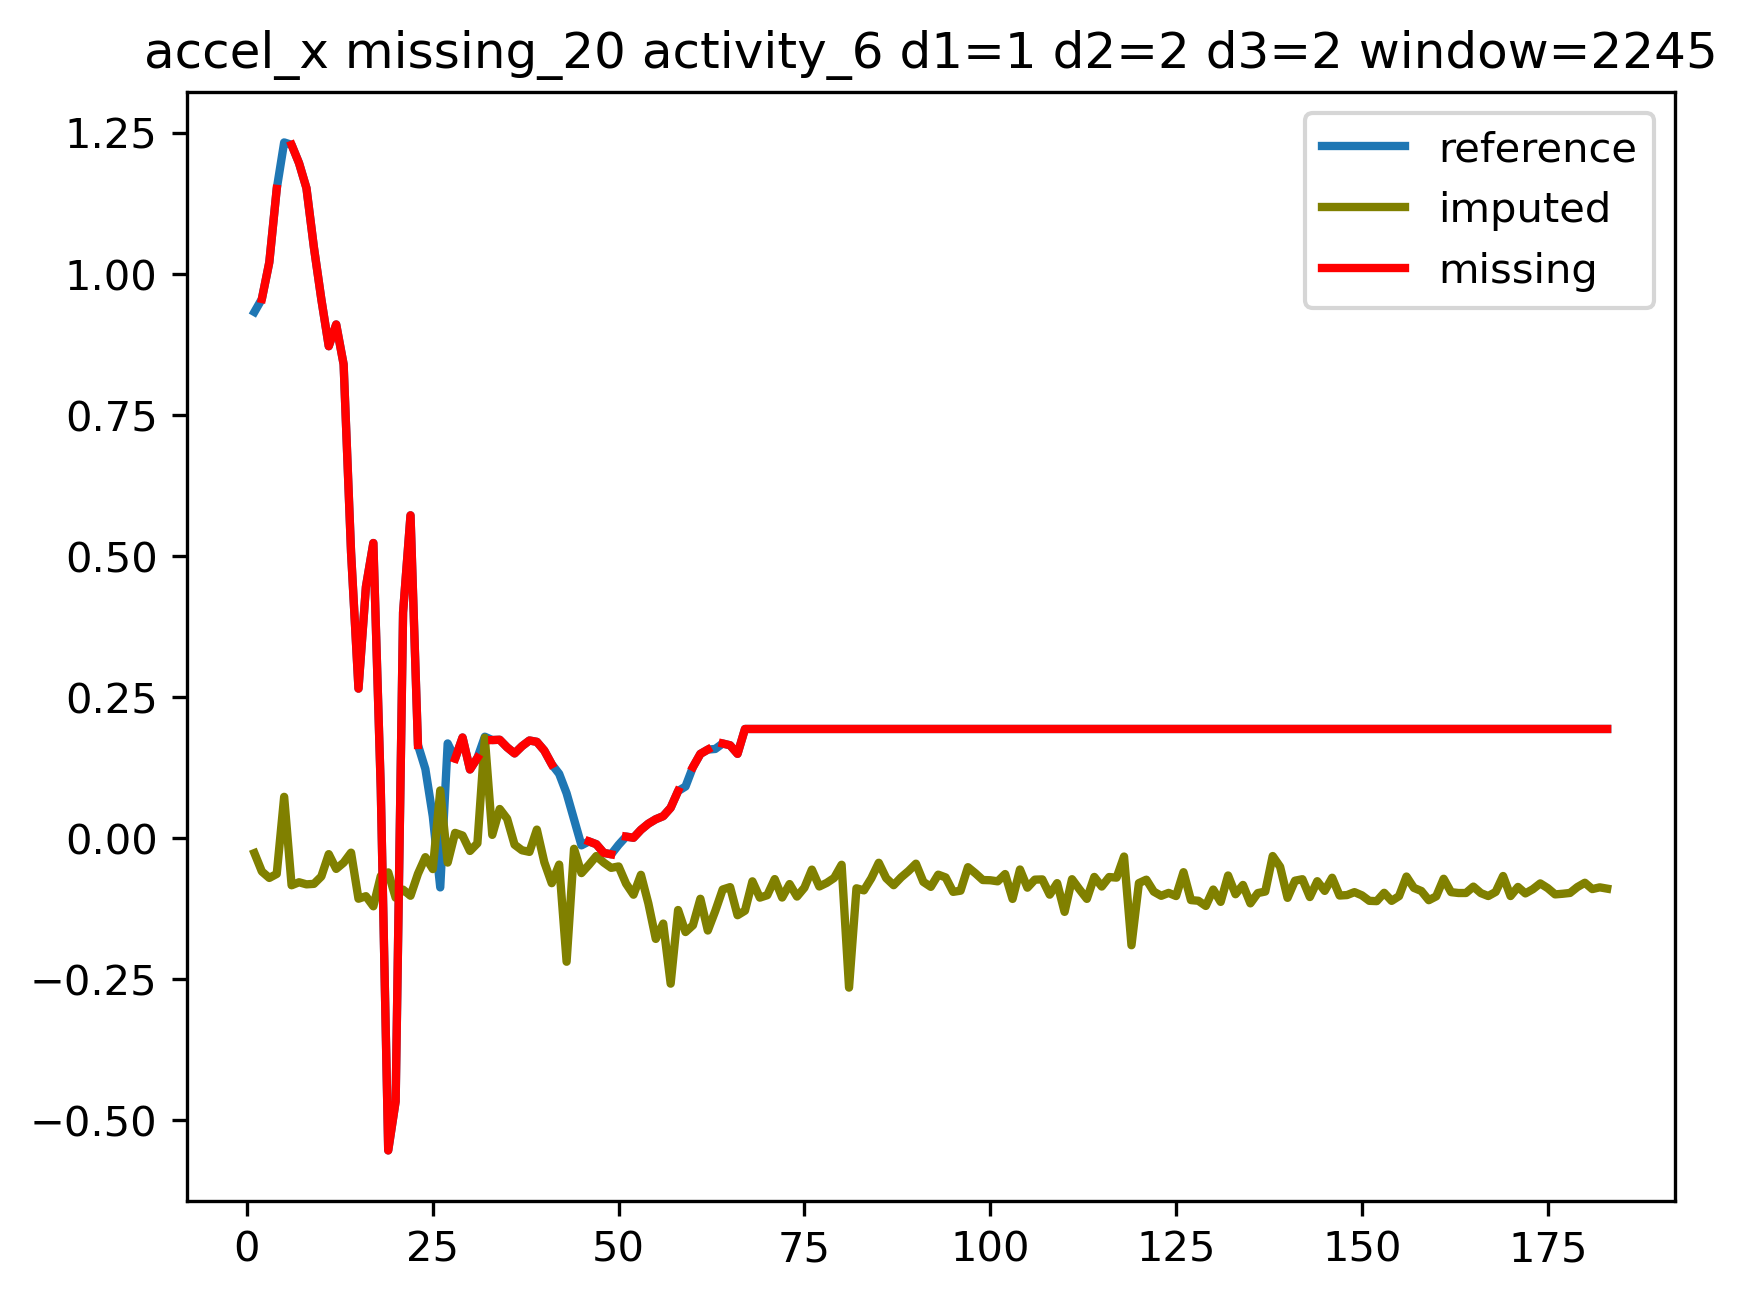 accel_x missing_20 activity_6 d1=1 d2=2 d3=2 window=2245
reference
imputed
missing
1.25
1.00
0.75
0.50
0.25
0.00
−0.25
−0.50
0 25 50 75 100 125 150 175